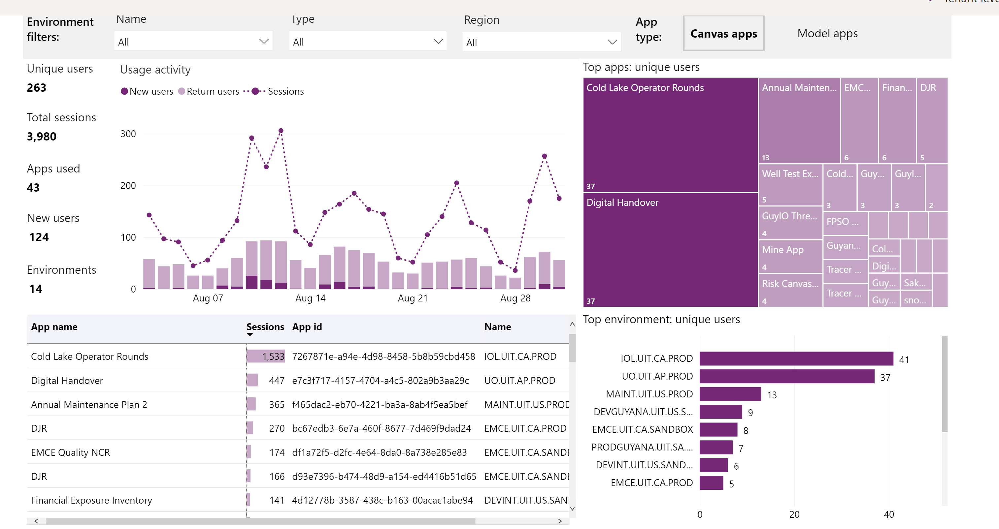 Environment filters:
Name
All
Type
All
Region
All
App type:
Canvas apps
Model apps
Unique users
263
Total sessions
3,980
Apps used
43
New users
124
Environments
14
Usage activity
New users Return users Sessions
300
200
100
0
Aug 07 Aug 14 Aug 21 Aug 28
Top apps: unique users
Cold Lake Operator Rounds
37
Digital Handover
37
Annual Mainten...
13
EMC...
6
Finan...
6
DJR
5
Well Test Ex...
5
Cold...
3
Guy...
3
GuyI...
3
2
GuyIO Thre...
4
Mine App
4
Risk Canvas...
4
FPSO ...
Guyan...
Tracer ...
Tracer ...
Col...
Digi...
Guy...
Sak...
Guy...
sno...
App name Sessions App id Name
Cold Lake Operator Rounds 1,533 7267871e-a94e-4d98-8458-5b8b59cbd458 IOL.UIT.CA.PROD
Digital Handover 447 e7c3f717-4157-4704-a4c5-802a9b3aa29c UO.UIT.AP.PROD
Annual Maintenance Plan 2 365 f465dac2-eb70-4221-ba3a-8ab4f5ea5bef MAINT.UIT.US.PROD
DJR 270 bc67edb3-6e7a-460f-8677-7d469f9dad24 EMCE.UIT.CA.PROD
EMCE Quality NCR 174 df1a72f5-d2fc-4e64-8da0-8a738e285e83 EMCE.UIT.CA.SANDE
DJR 166 d93e7396-b474-48d9-a154-ed4416b51d65 EMCE.UIT.CA.SANDE
Financial Exposure Inventory 141 4d12778b-3587-438c-b163-00acac1abe94 DEVINT.UIT.US.SAN
Top environment: unique users
IOL.UIT.CA.PROD 41
UO.UIT.AP.PROD 37
MAINT.UIT.US.PROD 13
DEVGUYANA.UIT.US.S... 9
EMCE.UIT.CA.SANDBOX 8
PRODGUYANA.UIT.SA.... 7
DEVINT.UIT.US.SAND... 6
EMCE.UIT.CA.PROD 5
0 20 40